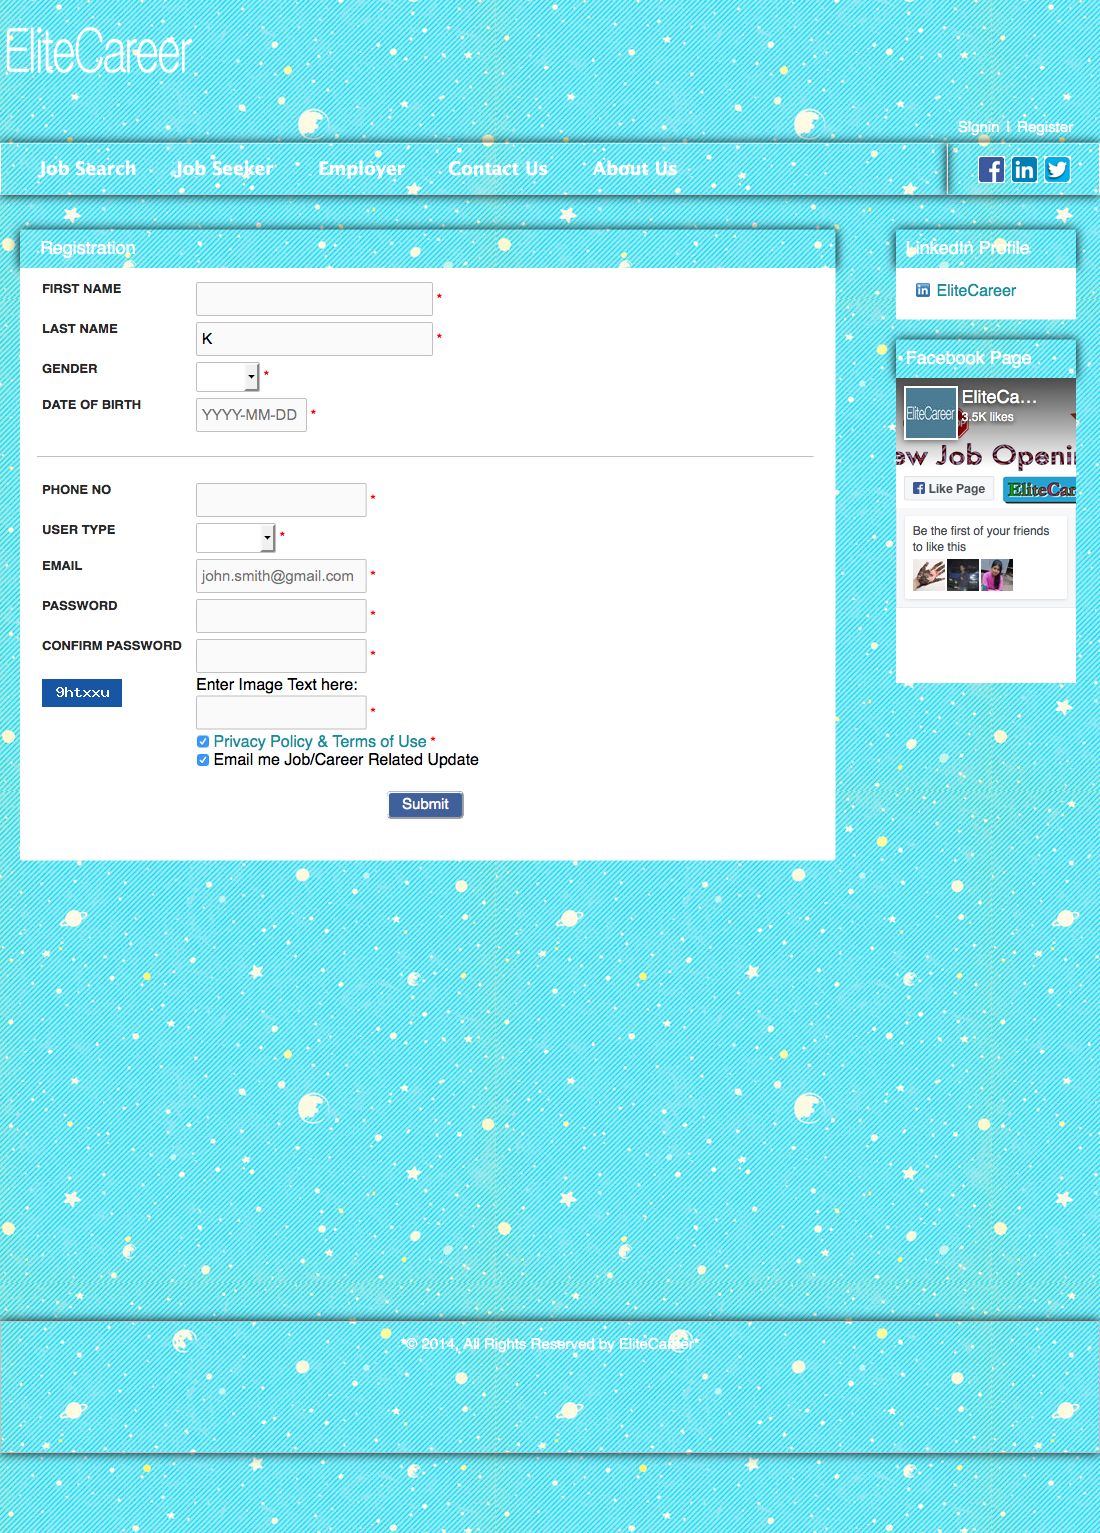 EliteCareer
Signin | Register
Job Search Job Seeker Employer Contact Us About Us
Registration
FIRST NAME *
LAST NAME K *
GENDER *
DATE OF BIRTH YYYY-MM-DD *
PHONE NO *
USER TYPE *
EMAIL john.smith@gmail.com *
PASSWORD *
CONFIRM PASSWORD *
9htxxu Enter Image Text here:
*
Privacy Policy & Terms of Use *
Email me Job/Career Related Update
Submit
LinkedIn Profile
EliteCareer
Facebook Page
EliteCareer
EliteCa...
3.5K likes
ew Job Openi
Like Page
EliteCar
Be the first of your friends
to like this
*© 2014, All Rights Reserved by EliteCareer*